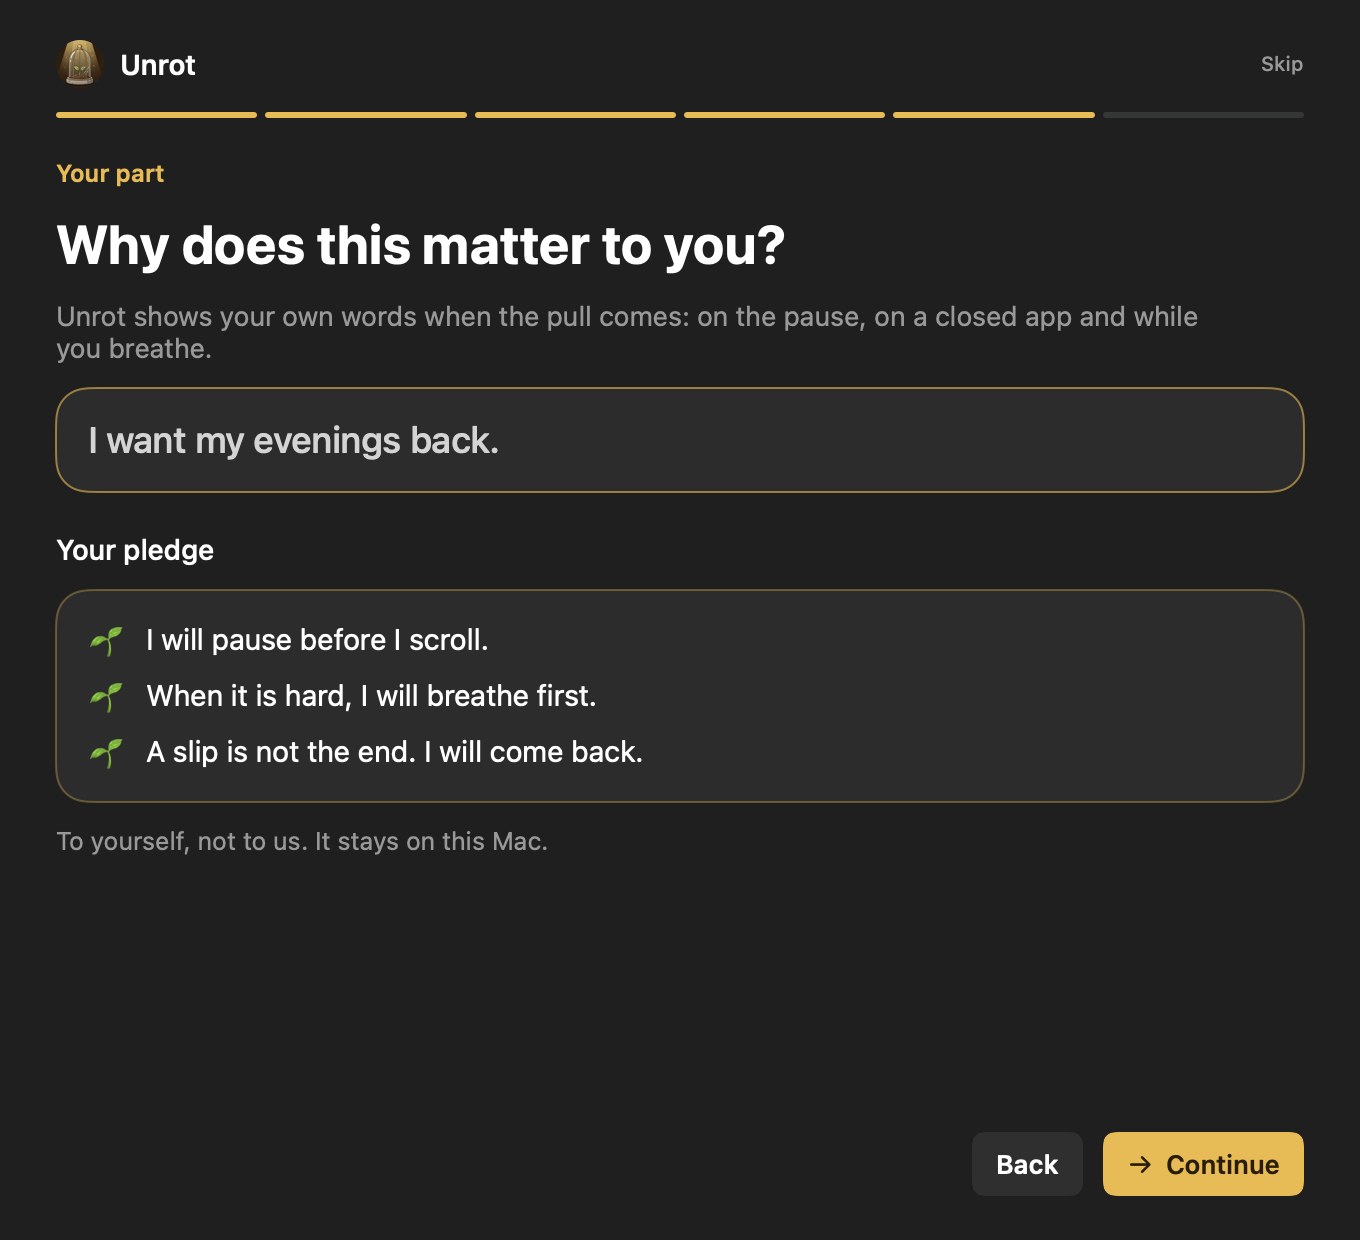 Unrot
Skip
Your part
Why does this matter to you?
Unrot shows your own words when the pull comes: on the pause, on a closed app and while
you breathe.
I want my evenings back.
Your pledge
I will pause before I scroll.
When it is hard, I will breathe first.
A slip is not the end. I will come back.
To yourself, not to us. It stays on this Mac.
Back
→ Continue